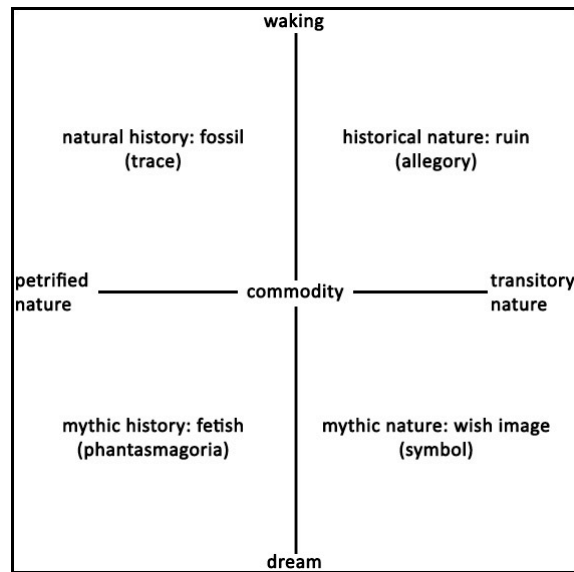 waking
natural history: fossil
(trace)
historical nature: ruin
(allegory)
petrified
nature
commodity
transitory
nature
mythic history: fetish
(phantasmagoria)
mythic nature: wish image
(symbol)
dream